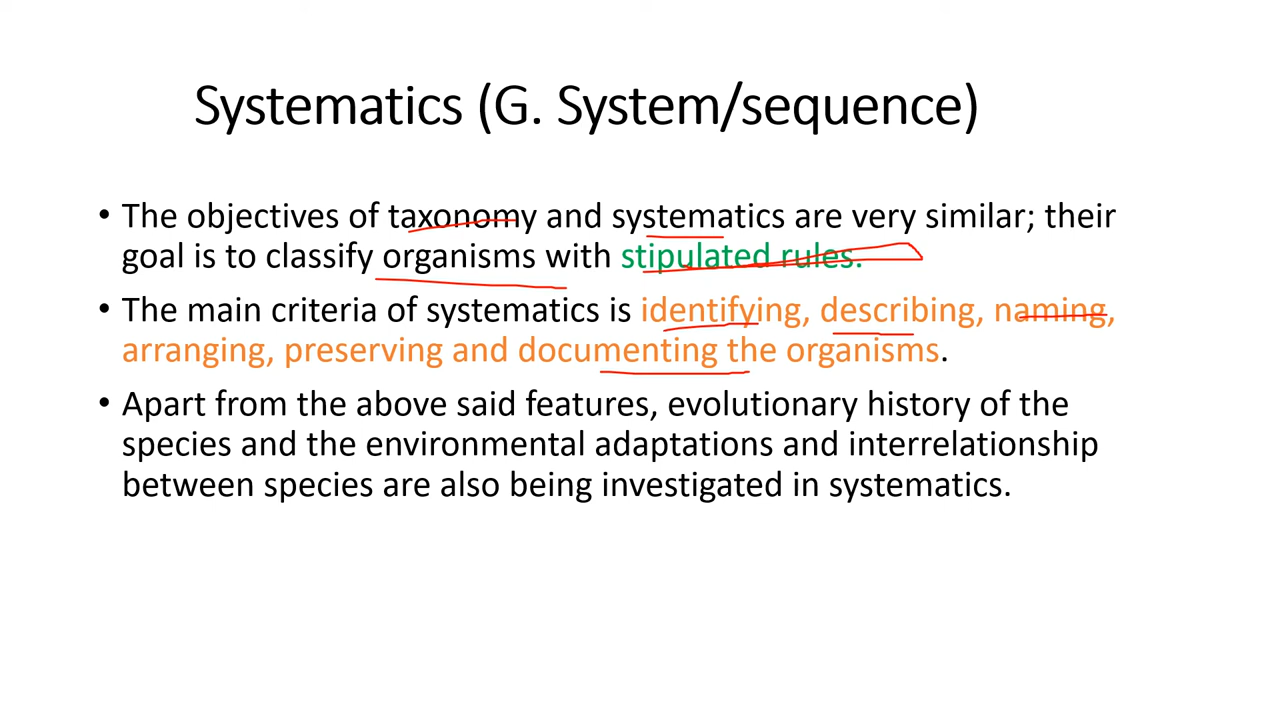 Systematics (G. System/sequence)
• The objectives of taxonomy and systematics are very similar; their
goal is to classify organisms with stipulated rules.
• The main criteria of systematics is identifying, describing, naming,
arranging, preserving and documenting the organisms.
• Apart from the above said features, evolutionary history of the
species and the environmental adaptations and interrelationship
between species are also being investigated in systematics.